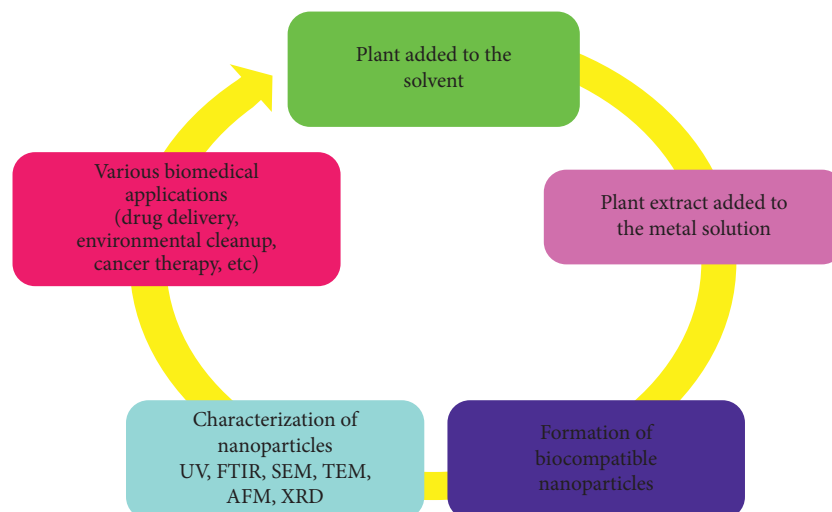 Plant added to the
solvent
Plant extract added to
the metal solution
Formation of
biocompatible
nanoparticles
Characterization of
nanoparticles
UV, FTIR, SEM, TEM,
AFM, XRD
Various biomedical
applications
(drug delivery,
environmental cleanup,
cancer therapy, etc)